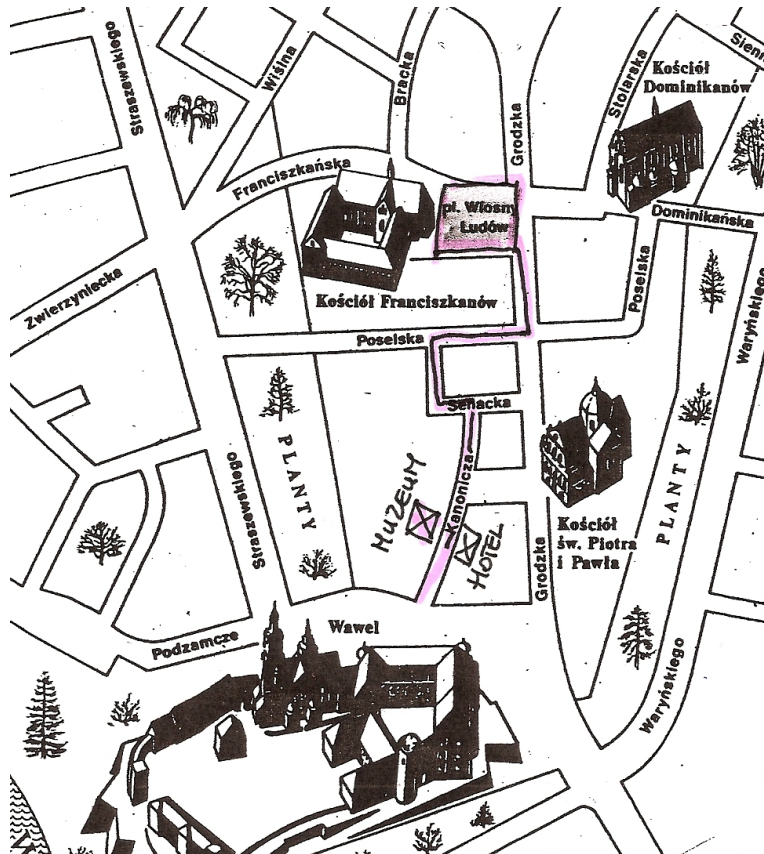 Straszewskiego
Wiślna
Bracka
Grodzka
Stolarska
Kościół
Dominikanów
Franciszkańska
pl. Wiosny
Ludów
Dominikańska
Zwierzyniecka
Kościół Franciszkanów
Poselska
Waryńskiego
Poselska
Senacka
PLANTY
Straszewskiego
MUZEUM
Kanonicza
HOTEL
Kościół
św. Piotra
i Pawła
PLANTY
Grodzka
Wawel
Podzamcze
Waryńskiego